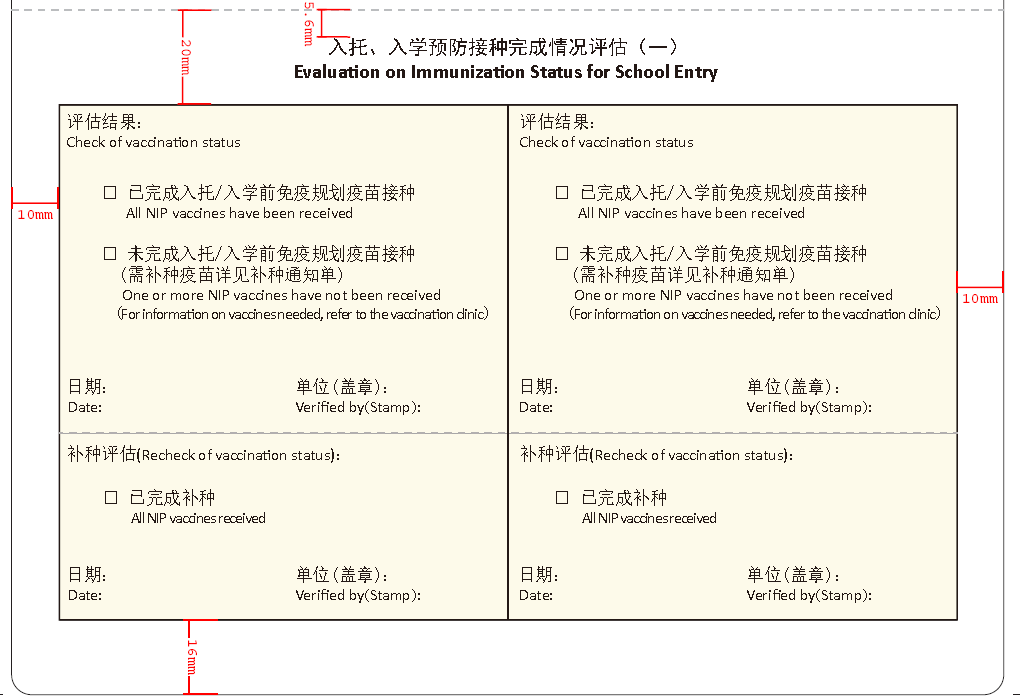 5.6mm
20mm
入托、入学预防接种完成情况评估（一）
Evaluation on Immunization Status for School Entry
评估结果：
Check of vaccination status
□ 已完成入托/入学前免疫规划疫苗接种
All NIP vaccines have been received
□ 未完成入托/入学前免疫规划疫苗接种
（需补种疫苗详见补种通知单）
One or more NIP vaccines have not been received
(For information on vaccines needed, refer to the vaccination clinic)
日期：
Date:
单位（盖章）：
Verified by(Stamp):
补种评估(Recheck of vaccination status)：
□ 已完成补种
All NIP vaccines received
日期：
Date:
单位（盖章）：
Verified by(Stamp):
评估结果：
Check of vaccination status
□ 已完成入托/入学前免疫规划疫苗接种
All NIP vaccines have been received
□ 未完成入托/入学前免疫规划疫苗接种
（需补种疫苗详见补种通知单）
One or more NIP vaccines have not been received
(For information on vaccines needed, refer to the vaccination clinic)
日期：
Date:
单位（盖章）：
Verified by(Stamp):
补种评估(Recheck of vaccination status)：
□ 已完成补种
All NIP vaccines received
日期：
Date:
单位（盖章）：
Verified by(Stamp):
10mm
10mm
16mm